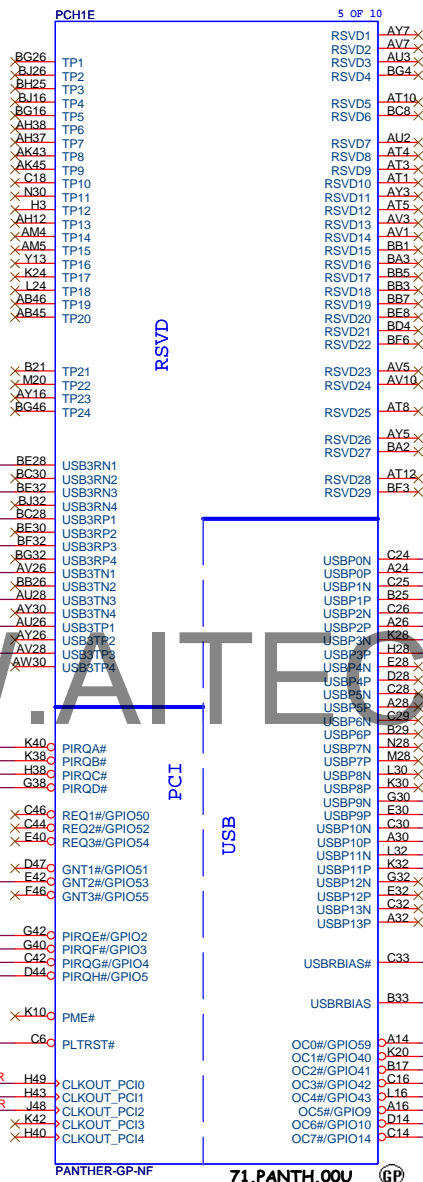 PCH1E 5 OF 10
RSVD1 AY7
RSVD2 AV7
RSVD3 AU3
RSVD4 BG4
RSVD5 AT10
RSVD6 BC8
RSVD7 AU2
RSVD8 AT4
RSVD9 AT3
RSVD10 AT1
RSVD11 AY3
RSVD12 AT5
RSVD13 AV3
RSVD14 AV1
RSVD15 BB1
RSVD16 BA3
RSVD17 BB5
RSVD18 BB3
RSVD19 BB7
RSVD20 BE8
RSVD21 BD4
RSVD22 BF6
RSVD23 AV5
RSVD24 AV10
RSVD25 AT8
RSVD26 AY5
RSVD27 BA2
RSVD28 AT12
RSVD29 BF3
BG26 TP1
BJ26 TP2
BH25 TP3
BJ16 TP4
BG16 TP5
AH38 TP6
AH37 TP7
AK43 TP8
AK45 TP9
C18 TP10
N30 TP11
H3 TP12
AH12 TP13
AM4 TP14
AM5 TP15
Y13 TP16
K24 TP17
L24 TP18
AB46 TP19
AB45 TP20
B21 TP21
M20 TP22
AY16 TP23
BG46 TP24
RSVD
BE28 USB3RN1
BC30 USB3RN2
BE32 USB3RN3
BJ32 USB3RN4
BC28 USB3RP1
BE30 USB3RP2
BF32 USB3RP3
BG32 USB3RP4
AV26 USB3TN1
BB26 USB3TN2
AU28 USB3TN3
AY30 USB3TN4
AU26 USB3TP1
AY26 USB3TP2
AV28 USB3TP3
AW30 USB3TP4
USBP0N C24
USBP0P A24
USBP1N C25
USBP1P B25
USBP2N C26
USBP2P A26
USBP3N K28
USBP3P H28
USBP4N E28
USBP4P D28
USBP5N C28
USBP5P A28
USBP6N C29
USBP6P B29
USBP7N N28
USBP7P M28
USBP8N L30
USBP8P K30
USBP9N G30
USBP9P E30
USBP10N C30
USBP10P A30
USBP11N L32
USBP11P K32
USBP12N G32
USBP12P E32
USBP13N C32
USBP13P A32
.AITEC
K40 PIRQA#
K38 PIRQB#
H38 PIRQC#
G38 PIRQD#
PCI
USB
C46 REQ1#/GPIO50
C44 REQ2#/GPIO52
E40 REQ3#/GPIO54
D47 GNT1#/GPIO51
E42 GNT2#/GPIO53
F46 GNT3#/GPIO55
G42 PIRQE#/GPIO2
G40 PIRQF#/GPIO3
C42 PIRQG#/GPIO4
D44 PIRQH#/GPIO5
K10 PME#
C6 PLTRST#
USBRBIAS# C33
USBRBIAS B33
OC0#/GPIO59 A14
OC1#/GPIO40 K20
OC2#/GPIO41 B17
OC3#/GPIO42 C16
OC4#/GPIO43 L16
OC5#/GPIO9 A16
OC6#/GPIO10 D14
OC7#/GPIO14 C14
R H49 CLKOUT_PCI0
H43 CLKOUT_PCI1
R J48 CLKOUT_PCI2
K42 CLKOUT_PCI3
H40 CLKOUT_PCI4
PANTHER-GP-NF 71.PANTH.00U GP